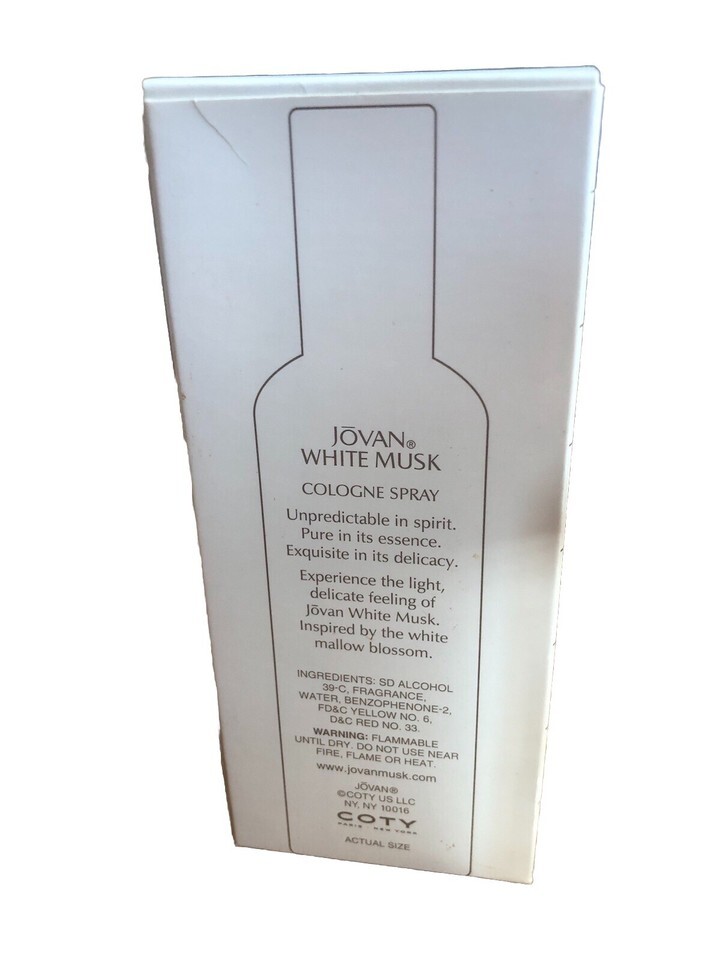 JŌVAN®
WHITE MUSK
COLOGNE SPRAY
Unpredictable in spirit.
Pure in its essence.
Exquisite in its delicacy.
Experience the light,
delicate feeling of
Jōvan White Musk.
Inspired by the white
mallow blossom.
INGREDIENTS: SD ALCOHOL
39-C, FRAGRANCE,
WATER, BENZOPHENONE-2,
FD&C YELLOW NO. 6,
D&C RED NO. 33.
WARNING: FLAMMABLE
UNTIL DRY. DO NOT USE NEAR
FIRE, FLAME OR HEAT.
www.jovanmusk.com
JŌVAN®
©COTY US LLC
NY, NY 10016
COTY
PARIS · NEW YORK
ACTUAL SIZE